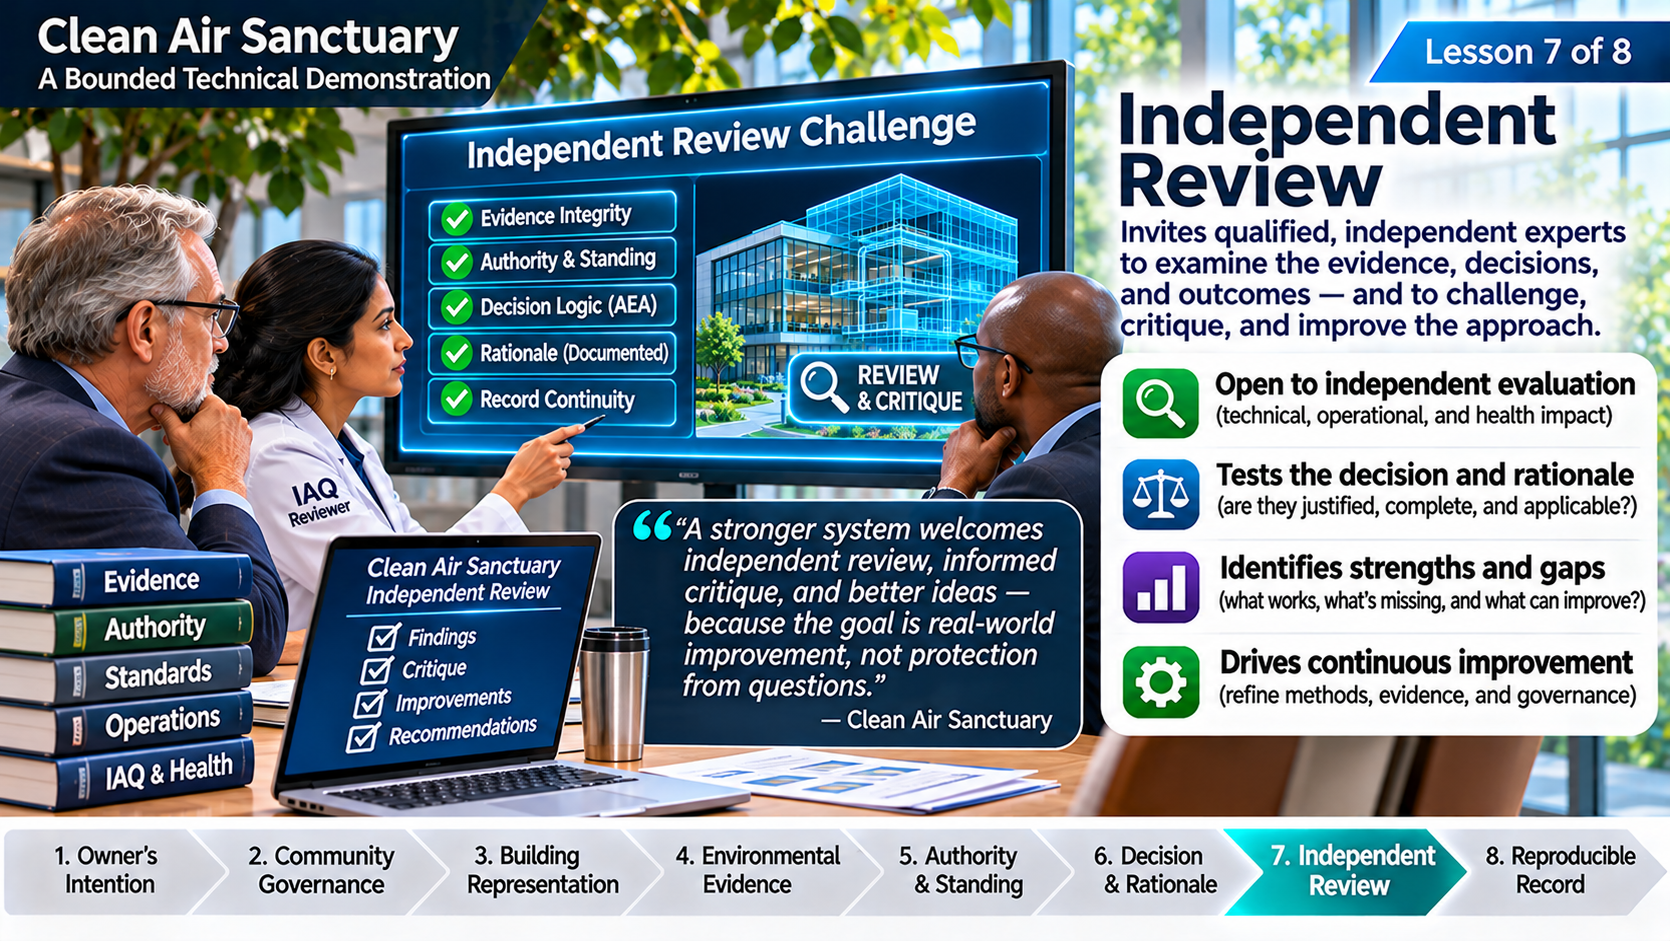 Clean Air Sanctuary
A Bounded Technical Demonstration
Lesson 7 of 8
Independent Review Challenge
Evidence Integrity
Authority & Standing
Decision Logic (AEA)
Rationale (Documented)
Record Continuity
REVIEW
& CRITIQUE
IAQ
Reviewer
Independent
Review
Invites qualified, independent experts
to examine the evidence, decisions,
and outcomes — and to challenge,
critique, and improve the approach.
Open to independent evaluation
(technical, operational, and health impact)
Tests the decision and rationale
(are they justified, complete, and applicable?)
Identifies strengths and gaps
(what works, what's missing, and what can improve?)
Drives continuous improvement
(refine methods, evidence, and governance)
Evidence
Authority
Standards
Operations
IAQ & Health
Clean Air Sanctuary
Independent Review
Findings
Critique
Improvements
Recommendations
“ “A stronger system welcomes
independent review, informed
critique, and better ideas —
because the goal is real-world
improvement, not protection
from questions.”
— Clean Air Sanctuary
1. Owner's
Intention
2. Community
Governance
3. Building
Representation
4. Environmental
Evidence
5. Authority
& Standing
6. Decision
& Rationale
7. Independent
Review
8. Reproducible
Record